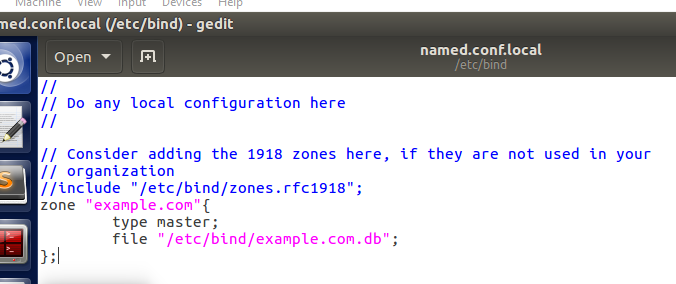 Machine View Input Devices Help
med.conf.local (/etc/bind) - gedit
Open
named.conf.local
/etc/bind
//
// Do any local configuration here
//
// Consider adding the 1918 zones here, if they are not used in your
// organization
//include "/etc/bind/zones.rfc1918";
zone "example.com"{
        type master;
        file "/etc/bind/example.com.db";
};